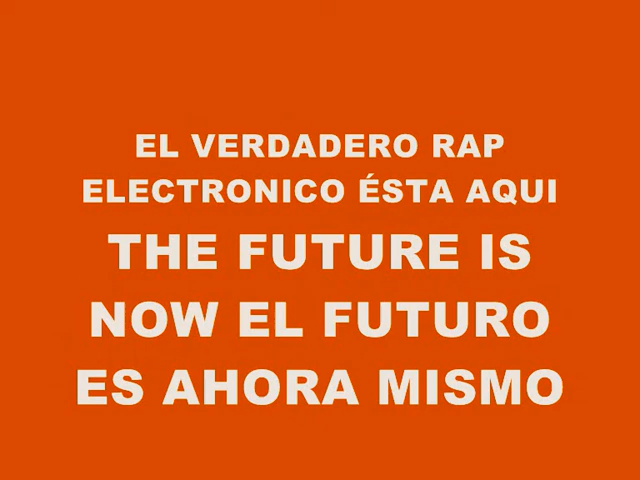 EL VERDADERO RAP
ELECTRONICO ÉSTA AQUI
THE FUTURE IS
NOW EL FUTURO
ES AHORA MISMO